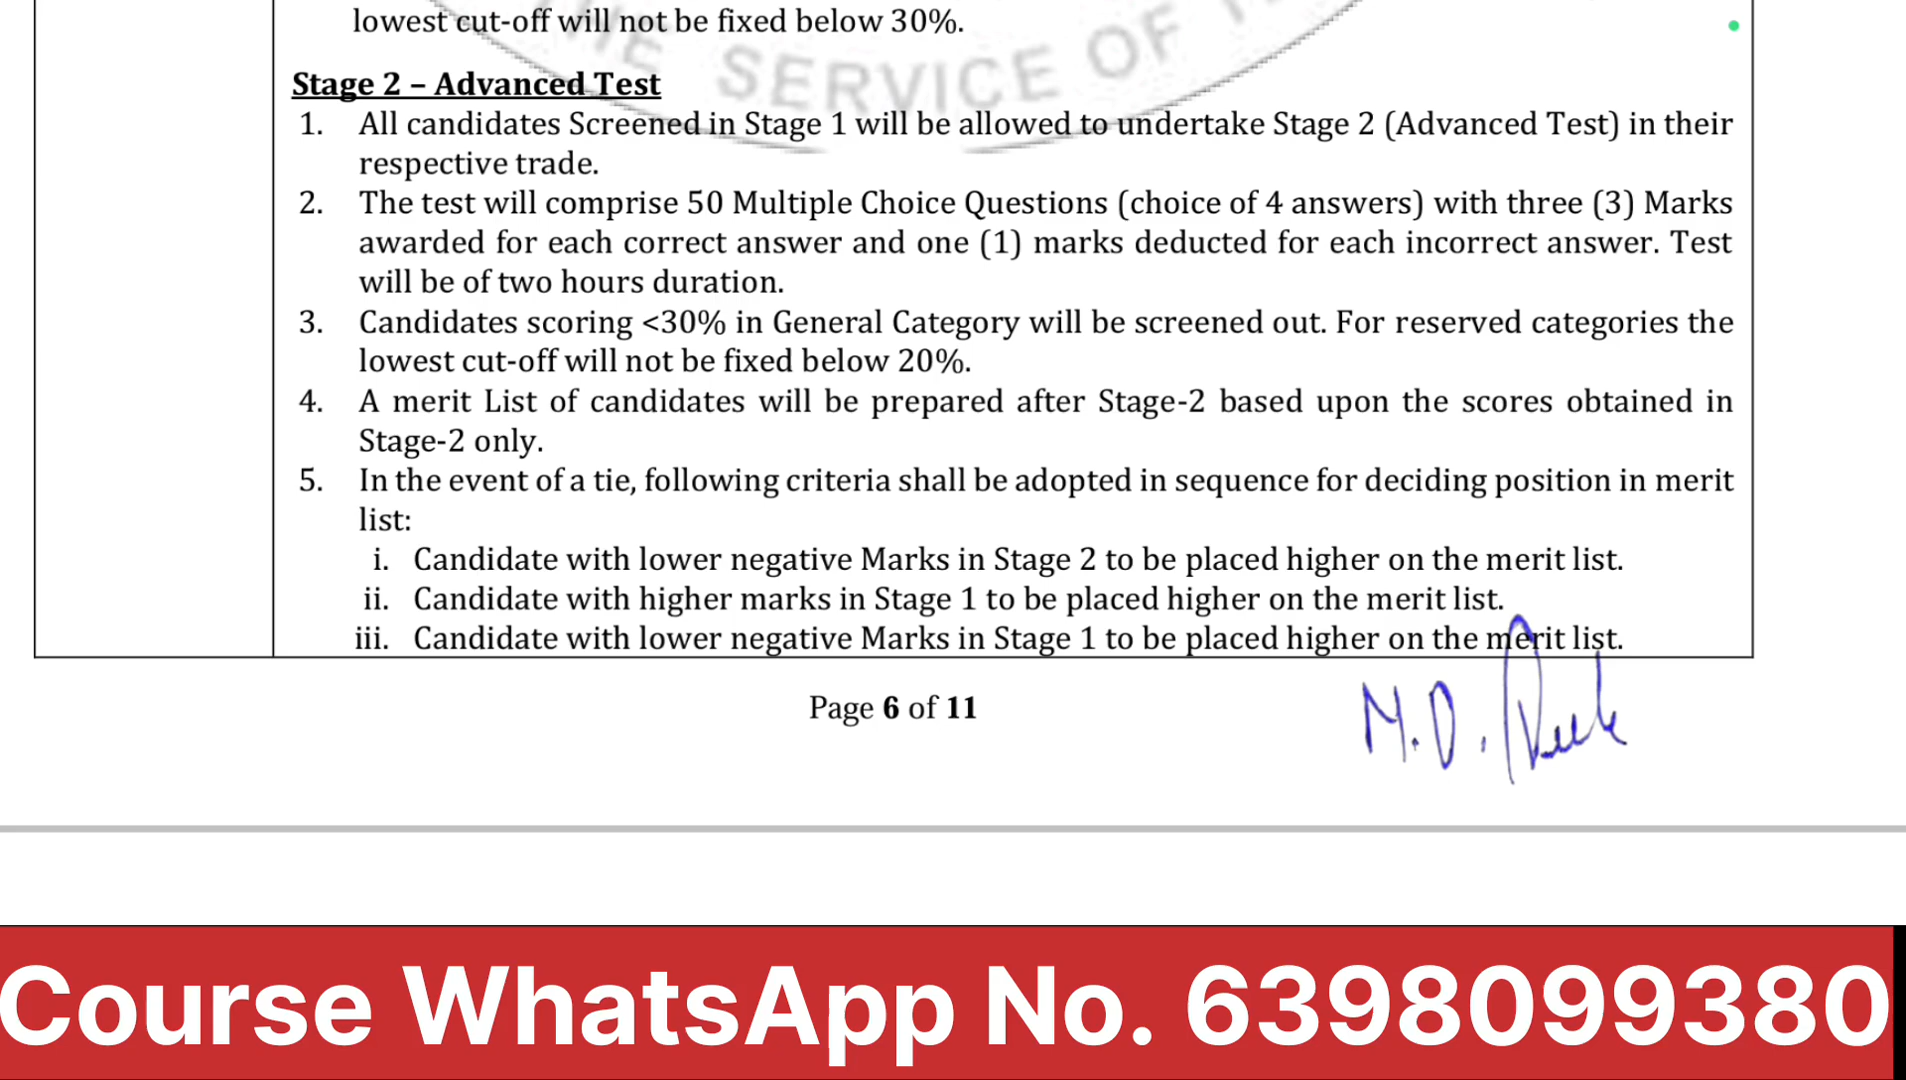 lowest cut-off will not be fixed below 30%.
THE SERVICE OF
Stage 2 – Advanced Test
1. All candidates Screened in Stage 1 will be allowed to undertake Stage 2 (Advanced Test) in their
respective trade.
2. The test will comprise 50 Multiple Choice Questions (choice of 4 answers) with three (3) Marks
awarded for each correct answer and one (1) marks deducted for each incorrect answer. Test
will be of two hours duration.
3. Candidates scoring <30% in General Category will be screened out. For reserved categories the
lowest cut-off will not be fixed below 20%.
4. A merit List of candidates will be prepared after Stage-2 based upon the scores obtained in
Stage-2 only.
5. In the event of a tie, following criteria shall be adopted in sequence for deciding position in merit
list:
i. Candidate with lower negative Marks in Stage 2 to be placed higher on the merit list.
ii. Candidate with higher marks in Stage 1 to be placed higher on the merit list.
iii. Candidate with lower negative Marks in Stage 1 to be placed higher on the merit list.
Page 6 of 11
M.D.
Course WhatsApp No. 6398099380